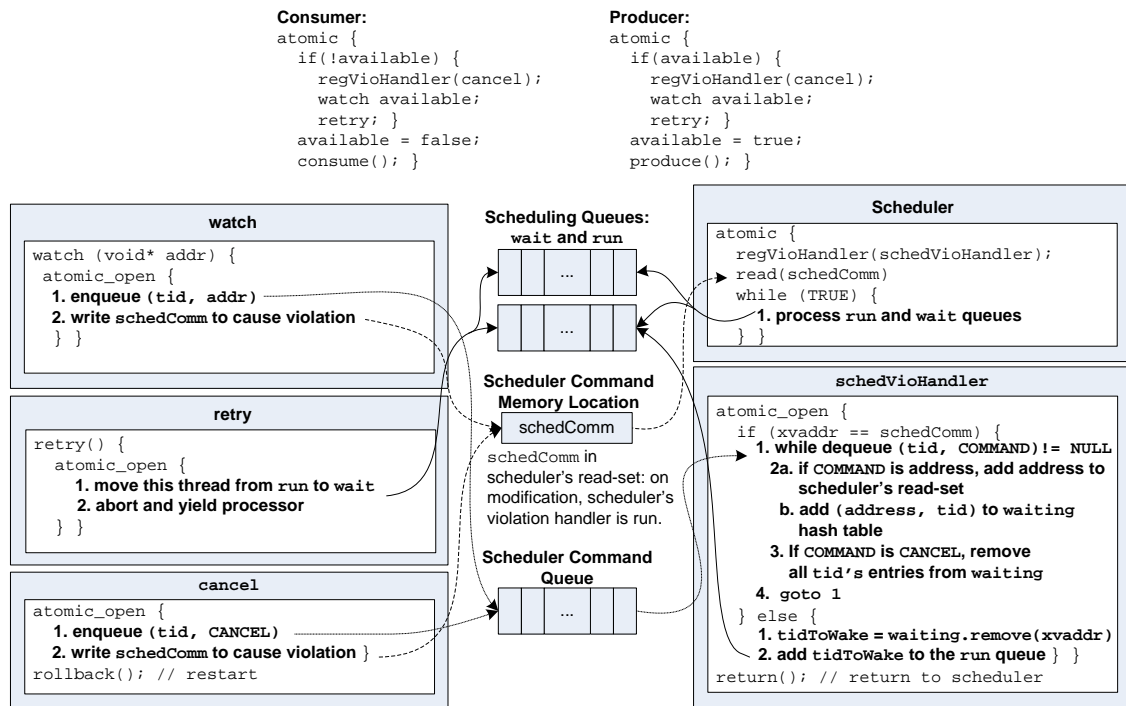 Consumer:
atomic {
if(!available) {
regVioHandler(cancel);
watch available;
retry; }
available = false;
consume(); }
Producer:
atomic {
if(available) {
regVioHandler(cancel);
watch available;
retry; }
available = true;
produce(); }
watch
watch (void* addr) {
atomic_open {
1. enqueue (tid, addr)
2. write schedComm to cause violation
} }
retry
retry() {
atomic_open {
1. move this thread from run to wait
2. abort and yield processor
} }
cancel
atomic_open {
1. enqueue (tid, CANCEL)
2. write schedComm to cause violation }
rollback(); // restart
Scheduling Queues:
wait and run
...
...
Scheduler Command
Memory Location
schedComm
schedComm in
scheduler's read-set: on
modification, scheduler's
violation handler is run.
Scheduler Command
Queue
...
Scheduler
atomic {
regVioHandler(schedVioHandler);
read(schedComm)
while (TRUE) {
1. process run and wait queues
} }
schedVioHandler
atomic_open {
if (xvaddr == schedComm) {
1. while dequeue (tid, COMMAND)!= NULL
2a. if COMMAND is address, add address to
scheduler's read-set
b. add (address, tid) to waiting
hash table
3. If COMMAND is CANCEL, remove
all tid's entries from waiting
4. goto 1
} else {
1. tidToWake = waiting.remove(xvaddr)
2. add tidToWake to the run queue } }
return(); // return to scheduler